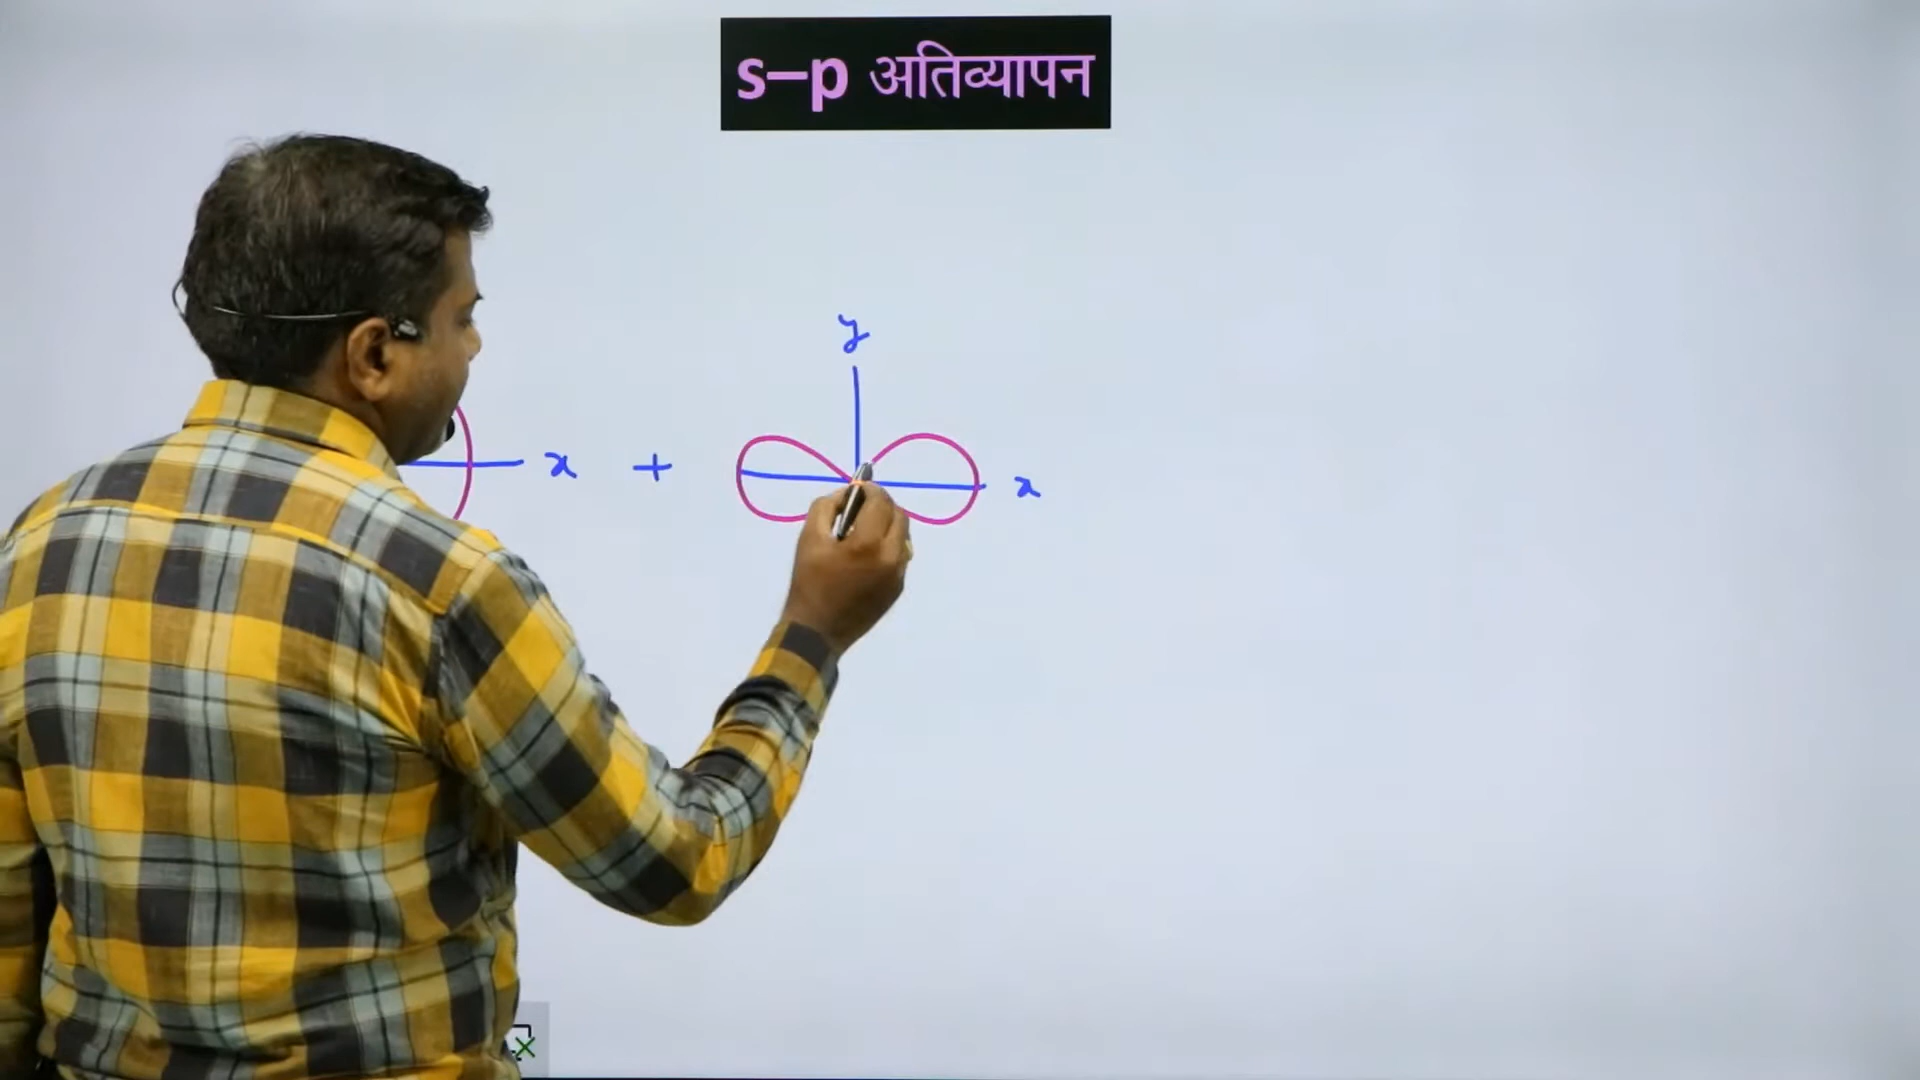 s–p अतिव्यापन
y
x + x